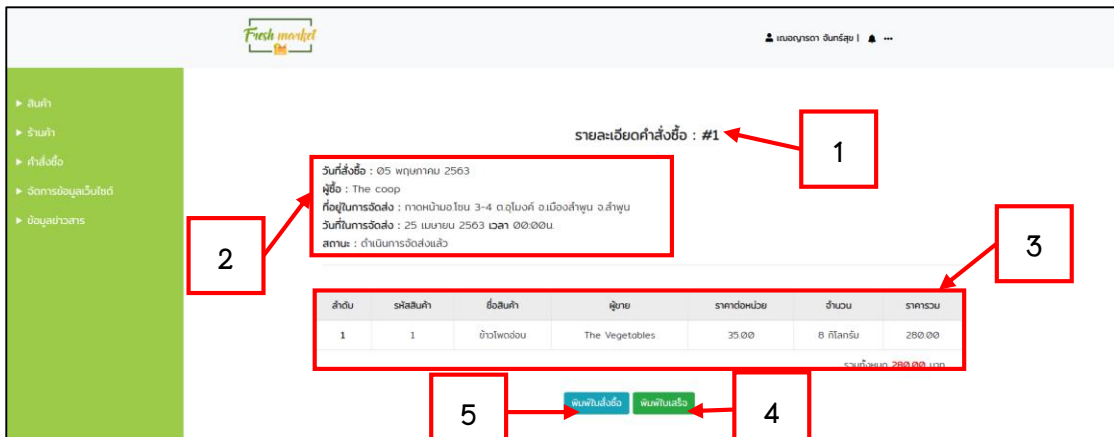 Fresh market
เฌอญารดา จันทร์สุข |
สินค้า
ร้านค้า
คำสั่งซื้อ
จัดการข้อมูลเว็บไซต์
ข้อมูลข่าวสาร
รายละเอียดคำสั่งซื้อ : #1
1
วันที่สั่งซื้อ : 05 พฤษภาคม 2563
ผู้ซื้อ : The coop
ที่อยู่ในการจัดส่ง : กาดหน้ามอ โซน 3-4 ต.อุโมงค์ อ.เมืองลำพูน จ.ลำพูน
วันที่ในการจัดส่ง : 25 เมษายน 2563 เวลา 00:00น.
สถานะ : ดำเนินการจัดส่งแล้ว
2
3
ลำดับ รหัสสินค้า ชื่อสินค้า ผู้ขาย ราคาต่อหน่วย จำนวน ราคารวม
1 1 ข้าวโพดอ่อน The Vegetables 35.00 8 กิโลกรัม 280.00
รวมทั้งหมด 280.00 บาท
พิมพ์ใบสั่งซื้อ พิมพ์ใบเสร็จ
5
4